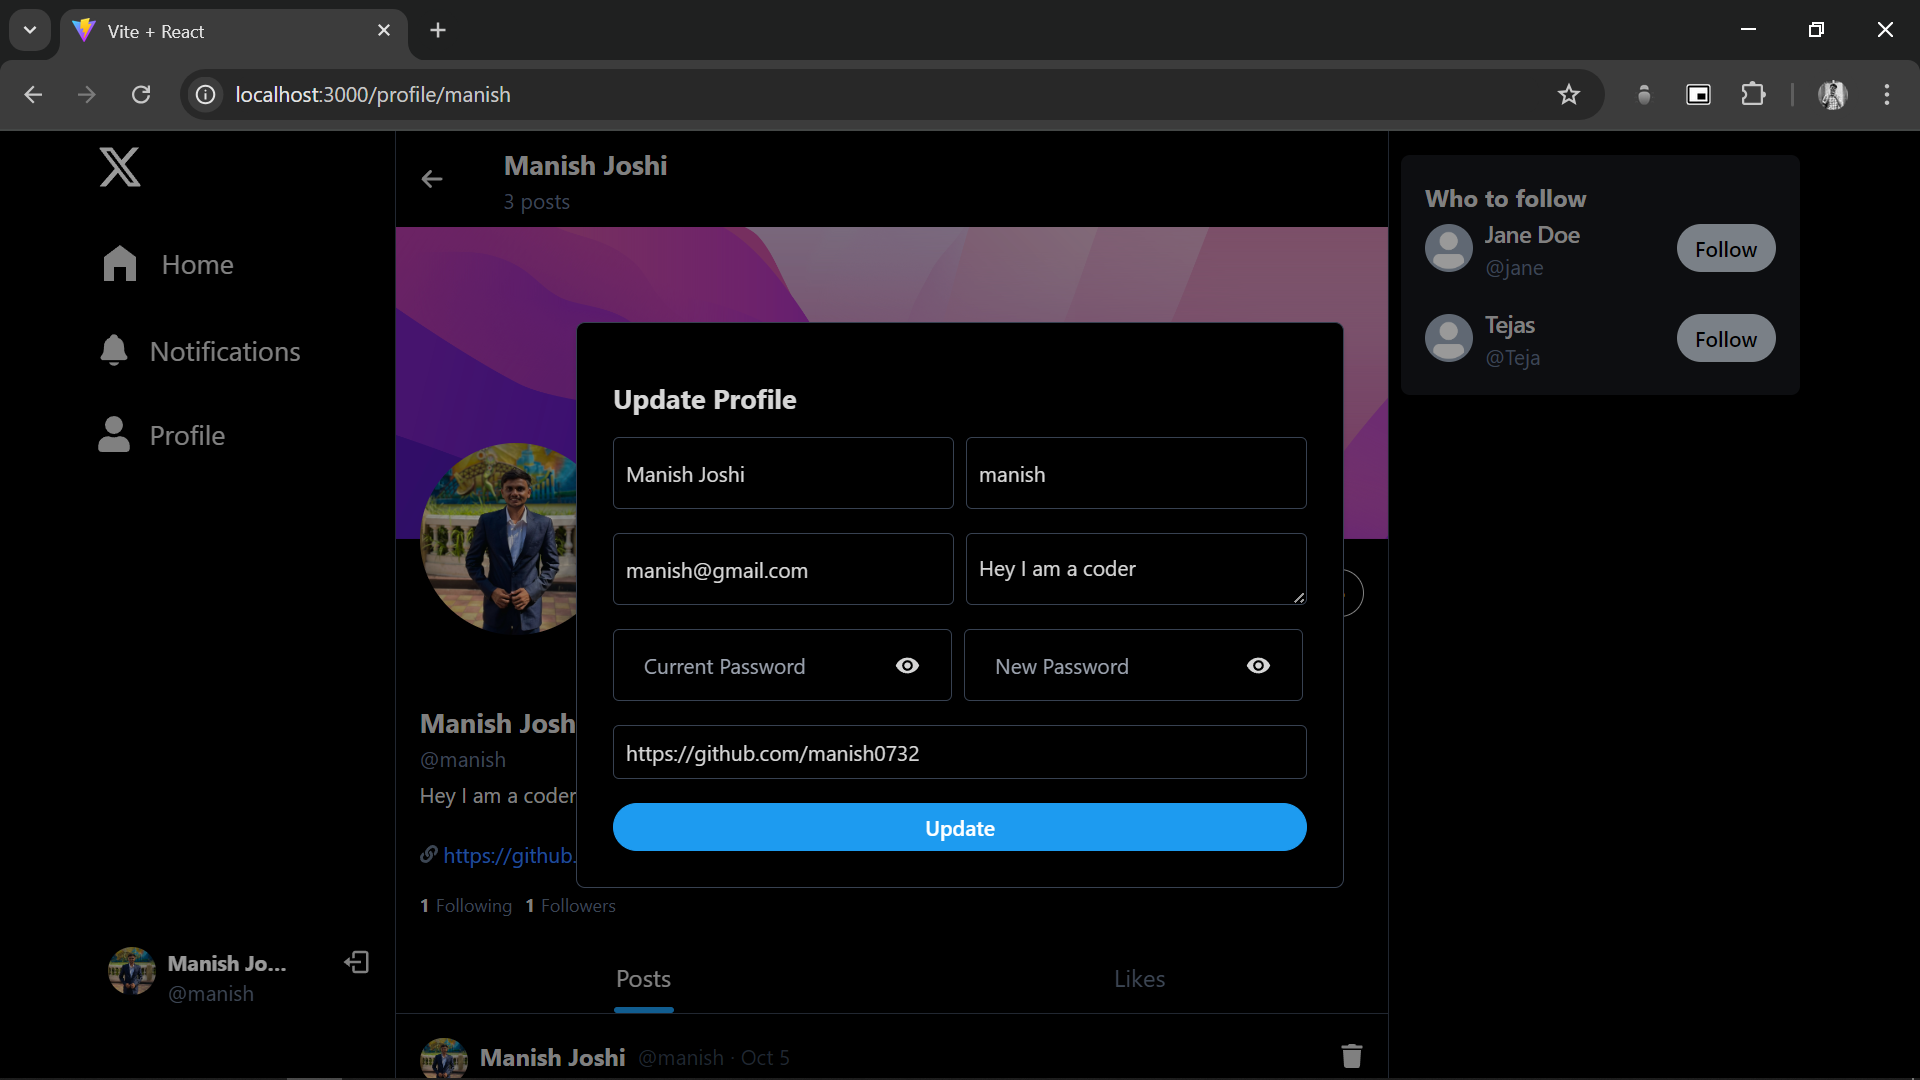 Vite + React
localhost:3000/profile/manish
Home
Notifications
Profile
Manish Jo...
@manish
Manish Joshi
3 posts
Update Profile
Manish Joshi
manish
manish@gmail.com
Hey I am a coder
Current Password
New Password
https://github.com/manish0732
Update
Manish Josh
@manish
Hey I am a coder
https://github.
1 Following 1 Followers
Posts
Likes
Manish Joshi @manish · Oct 5
Who to follow
Jane Doe
@jane
Follow
Tejas
@Teja
Follow